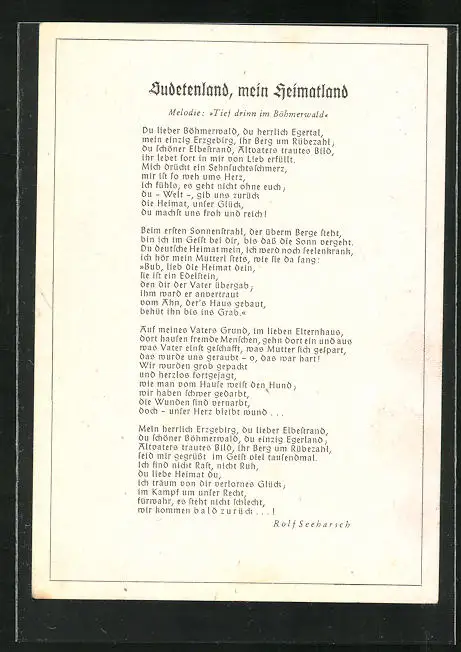 Sudetenland, mein Heimatland
Melodie: »Tief drinn im Böhmerwald«
Du lieber Böhmerwald, du herrlich Egertal,
mein einzig Erzgebirg, ihr Berg um Rübezahl,
du schöner Elbestrand, Altvaters trautes Bild,
ihr lebet fort in mir von Lieb erfüllt.
Mich drückt ein Sehnsuchtsschmerz,
mir ist so weh ums Herz,
ich fühls, es geht nicht ohne euch,
du – Welt –, gib uns zurück
die Heimat, unser Glück,
du machst uns froh und reich!
Beim ersten Sonnenstrahl, der überm Berge steht,
bin ich im Geist bei dir, bis daß die Sonn vergeht.
Du deutsche Heimat mein, ich werd noch seelenkrank,
ich hör mein Mutterl stets, wie sie da sang:
»Bub, lieb die Heimat dein,
sie ist ein Edelstein,
den dir der Vater übergab,
ihm ward er anvertraut
vom Ahn, der's Haus gebaut,
behüt ihn bis ins Grab.«
Auf meines Vaters Grund, im lieben Elternhaus,
dort hausen fremde Menschen, gehn dort ein und aus
was Vater einst geschafft, was Mutter sich gespart,
das wurde uns geraubt – o, das war hart!
Wir wurden grob gepackt
und herzlos fortgejagt,
wie man vom Hause weist den Hund,
wir haben schwer gedarbt,
die Wunden sind vernarbt,
doch – unser Herz bleibt wund ...
Mein herrlich Erzgebirg, du lieber Elbestrand,
du schöner Böhmerwald, du einzig Egerland,
Altvaters trautes Bild, ihr Berg um Rübezahl,
seid mir gegrüßt im Geist viel tausendmal.
Ich find nicht Rast, nicht Ruh,
du liebe Heimat du,
ich träum von dir verlornes Glück,
im Kampf um unser Recht,
fürwahr, es steht nicht schlecht,
wir kommen bald zurück ...!
Rolf Seeharsch